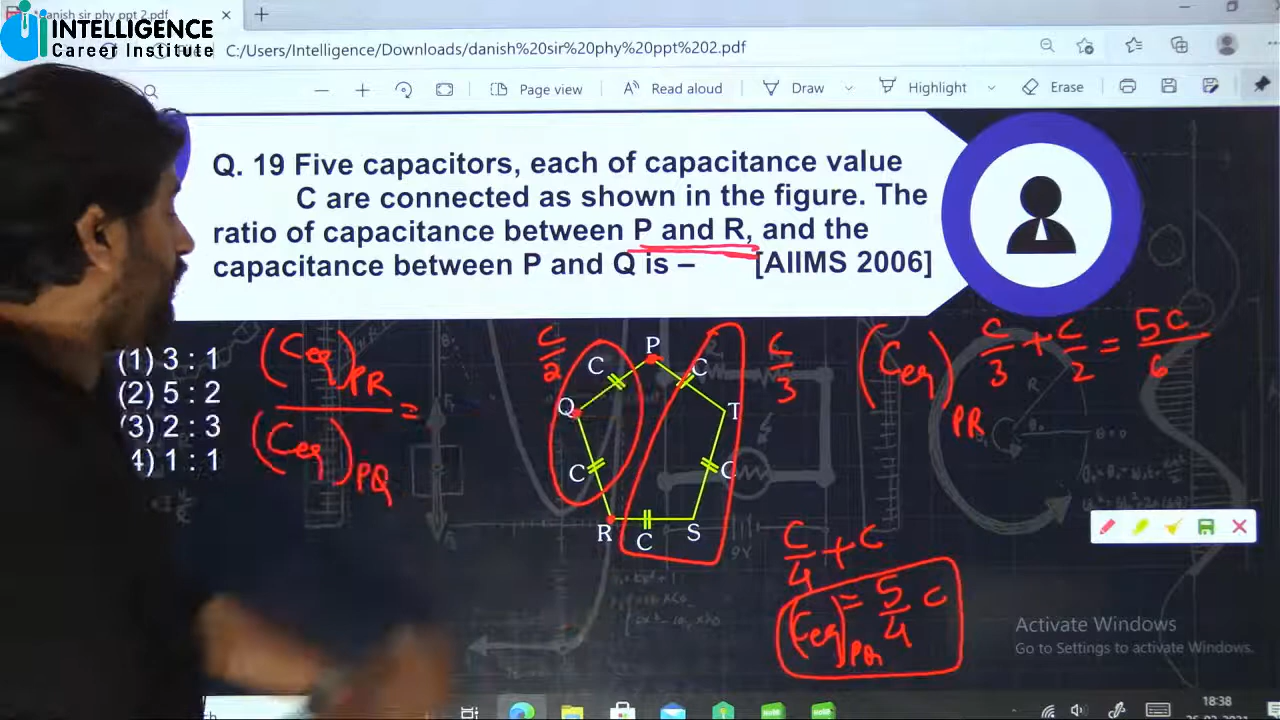 danish sir phy ppt 2.pdf
INTELLIGENCE
Career Institute
C:/Users/Intelligence/Downloads/danish%20sir%20phy%20ppt%202.pdf
Page view
Read aloud
Draw
Highlight
Erase
Q. 19 Five capacitors, each of capacitance value
C are connected as shown in the figure. The
ratio of capacitance between P and R, and the
capacitance between P and Q is – [AIIMS 2006]
(1) 3 : 1
(2) 5 : 2
(3) 2 : 3
4) 1 : 1
(Ceq)PR
(Ceq)PQ =
C/2
P
C
C
Q
T
C
C
R
C
S
C/3
(Ceq)PR C/3 + C/2 = 5C/6
C/4 + C
(Ceq)PQ = 5/4 C
R
9V
Activate Windows
Go to Settings to activate Windows.
18:38